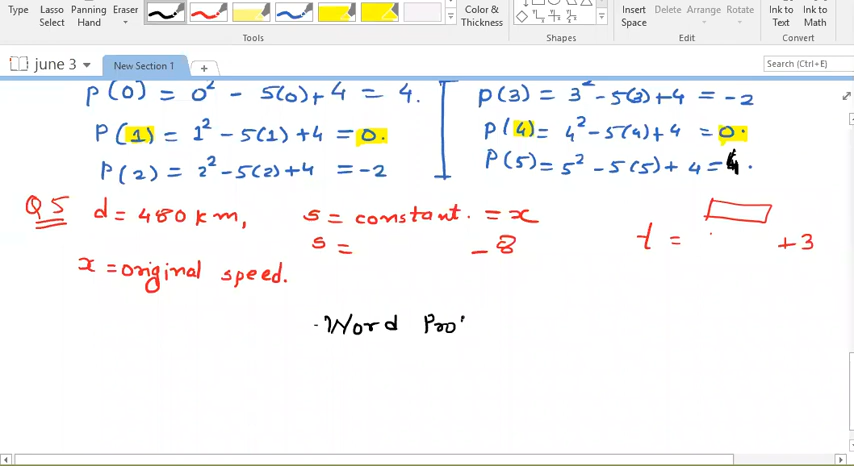 Type Lasso Select Panning Hand Eraser Color & Thickness Insert Space Delete Arrange Rotate Ink to Text Ink to Math
Tools Shapes Edit Convert
june 3 New Section 1 Search (Ctrl+E)
P(0) = 0² - 5(0)+4 = 4.
P(1) = 1² - 5(1)+4 = 0.
P(2) = 2² - 5(2)+4 = -2
P(3) = 3² - 5(3)+4 = -2
P(4) = 4² - 5(4)+4 = 0.
P(5) = 5² - 5(5)+4 = 4.
Q5 d = 480 km, s = constant. = x
s = - 8 t = + 3
x = original speed.
Word